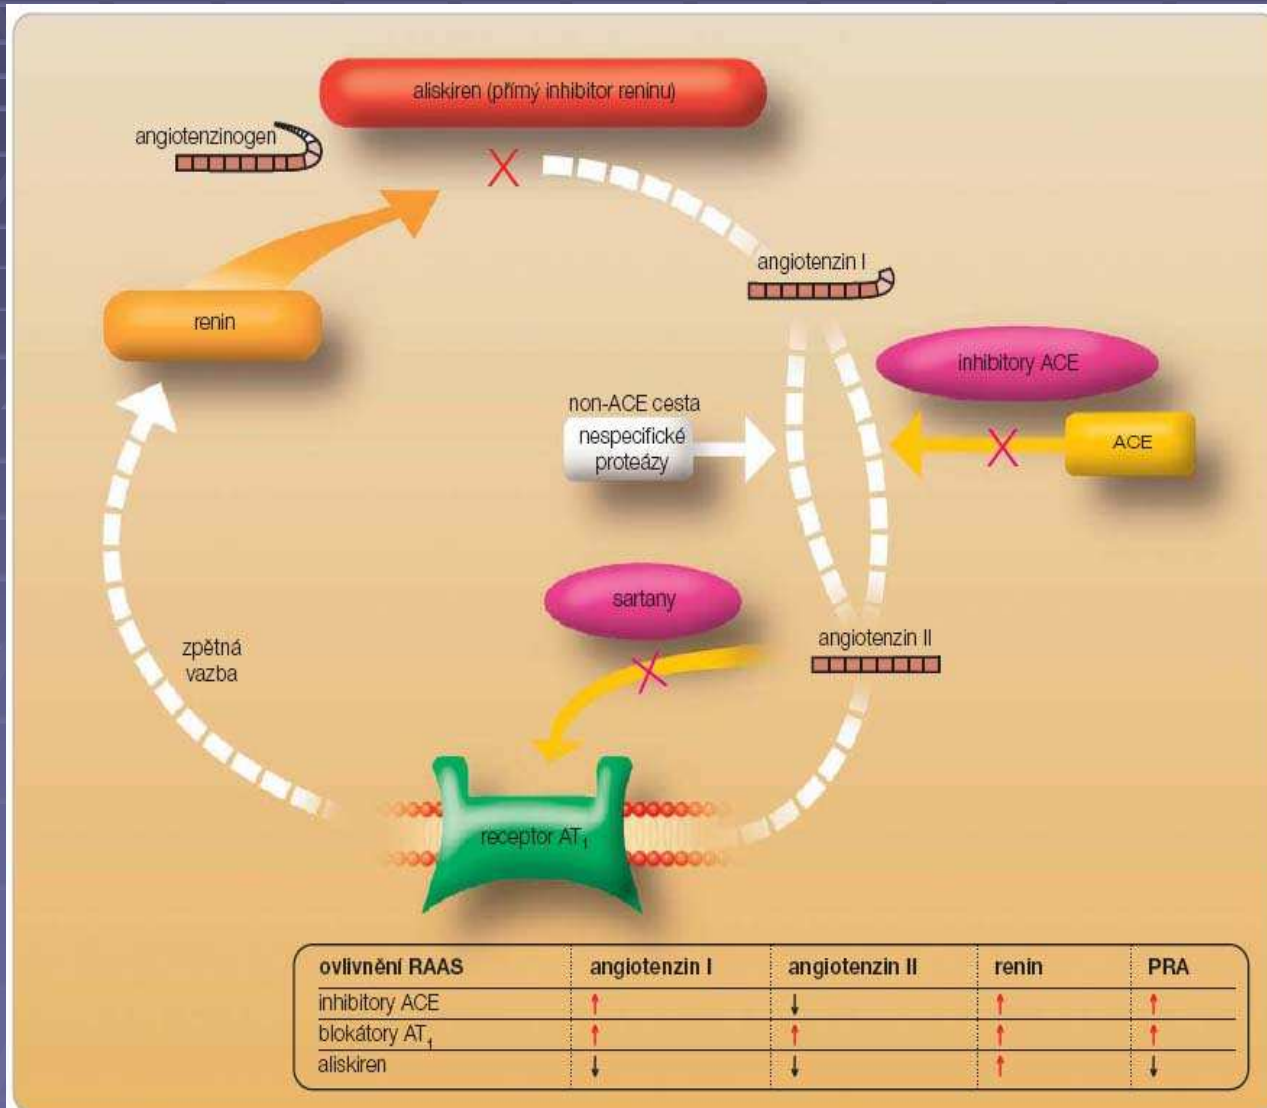 aliskiren (přímý inhibitor reninu)
angiotenzinogen
X
angiotenzin I
renin
inhibitory ACE
non-ACE cesta
nespecifické
proteázy
X
ACE
sartany
angiotenzin II
X
zpětná
vazba
receptor AT1
ovlivnění RAAS angiotenzin I angiotenzin II renin PRA
inhibitory ACE ↑ ↓ ↑ ↑
blokátory AT1 ↑ ↑ ↑ ↑
aliskiren ↓ ↓ ↑ ↓